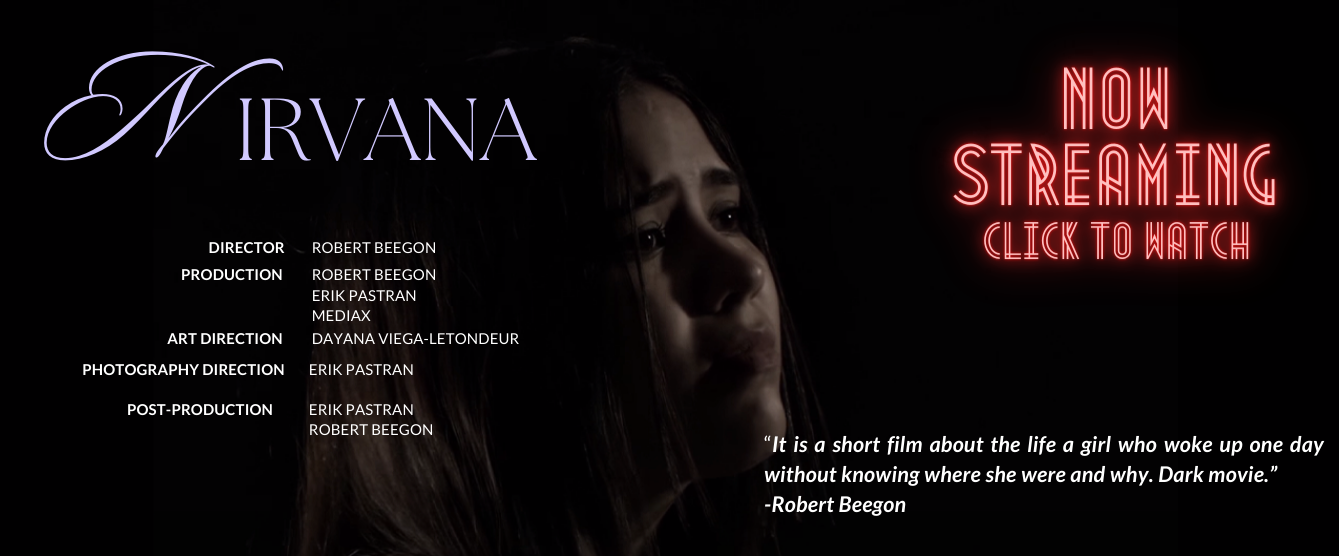 NIRVANA
NOW
STREAMING
CLICK TO WATCH
DIRECTOR ROBERT BEEGON
PRODUCTION ROBERT BEEGON
ERIK PASTRAN
MEDIAX
ART DIRECTION DAYANA VIEGA-LETONDEUR
PHOTOGRAPHY DIRECTION ERIK PASTRAN
POST-PRODUCTION ERIK PASTRAN
ROBERT BEEGON
“It is a short film about the life a girl who woke up one day
without knowing where she were and why. Dark movie.”
-Robert Beegon